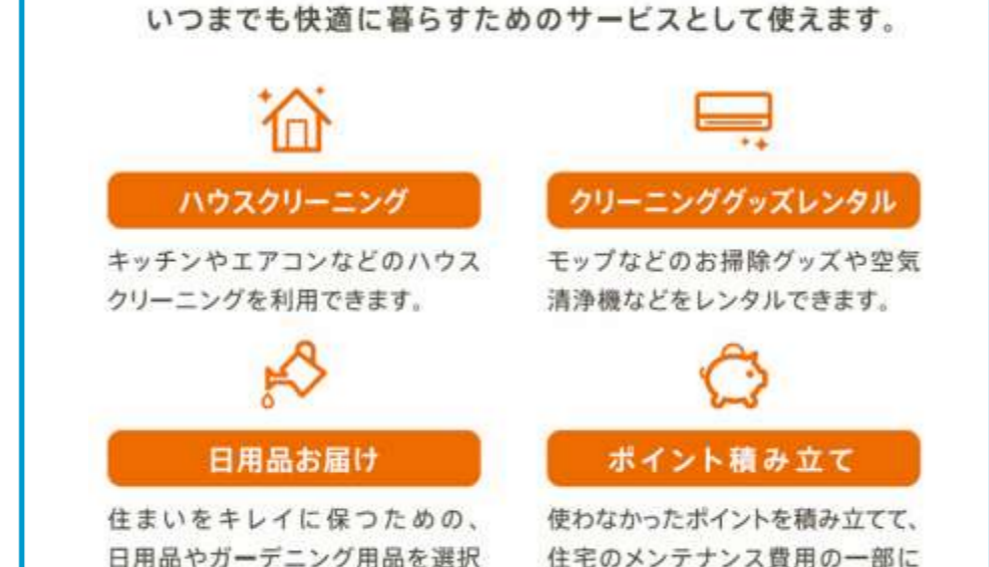 いつまでも快適に暮らすためのサービスとして使えます。
ハウスクリーニング
キッチンやエアコンなどのハウス
クリーニングを利用できます。
クリーニンググッズレンタル
モップなどのお掃除グッズや空気
清浄機などをレンタルできます。
日用品お届け
住まいをキレイに保つための、
日用品やガーデニング用品を選択
ポイント積み立て
使わなかったポイントを積み立てて、
住宅のメンテナンス費用の一部に